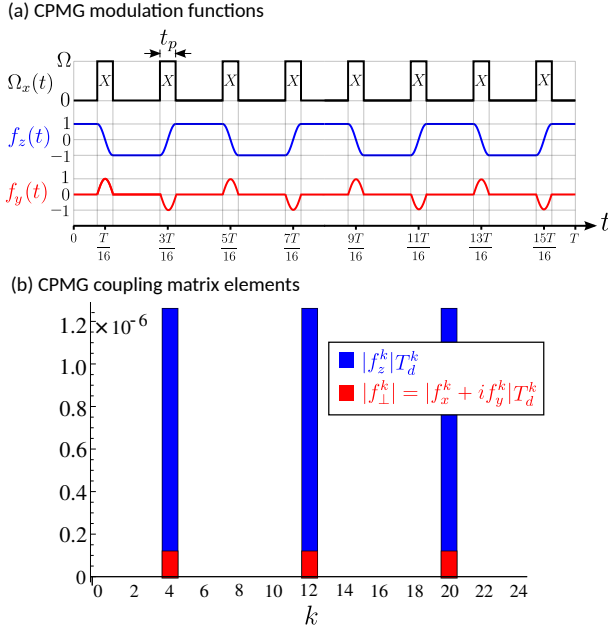 (a) CPMG modulation functions
t_p
Ω
Ω_x(t) X X X X X X X X
0
1
f_z(t) 0
−1
1
f_y(t) 0
−1
t
0 T/16 3T/16 5T/16 7T/16 9T/16 11T/16 13T/16 15T/16 T
(b) CPMG coupling matrix elements
1.2 ×10^-6
1.0
0.8
0.6
0.4
0.2
0
|f_z^k|T_d^k
|f_⊥^k| = |f_x^k + i f_y^k|T_d^k
0 2 4 6 8 10 12 14 16 18 20 22 24
k